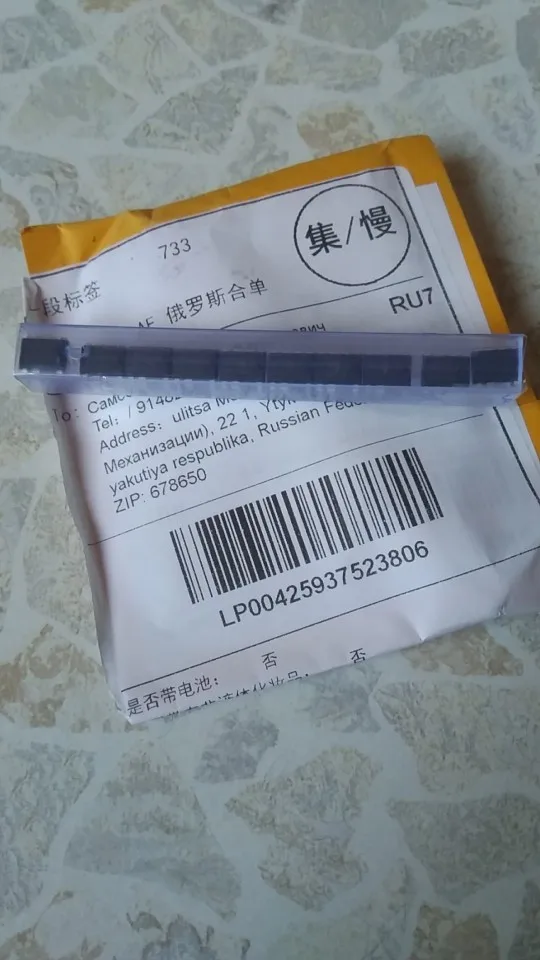 733
集/慢
段标签
俄罗斯合单
RU7
ович
To:
Tel:
Address: ulitsa
Механизации), 22 1,
yakutiya respublika, Russian
ZIP: 678650
LP00425937523806
否 否
是否带电池: